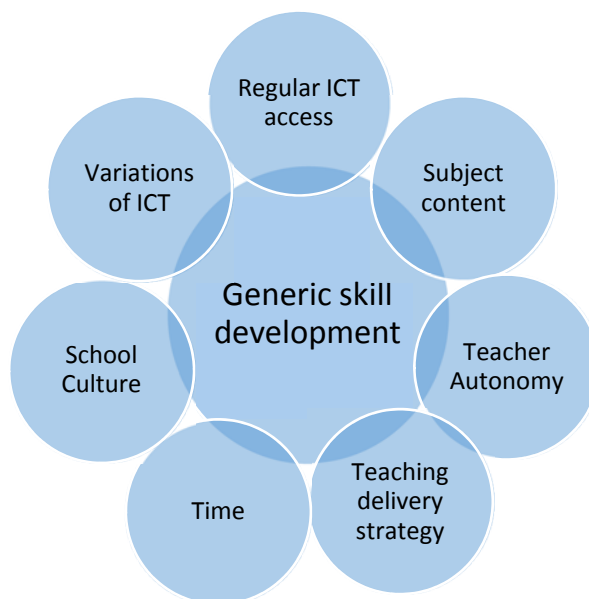 Regular ICT
access
Subject
content
Teacher
Autonomy
Teaching
delivery
strategy
Time
School
Culture
Variations
of ICT
Generic skill
development